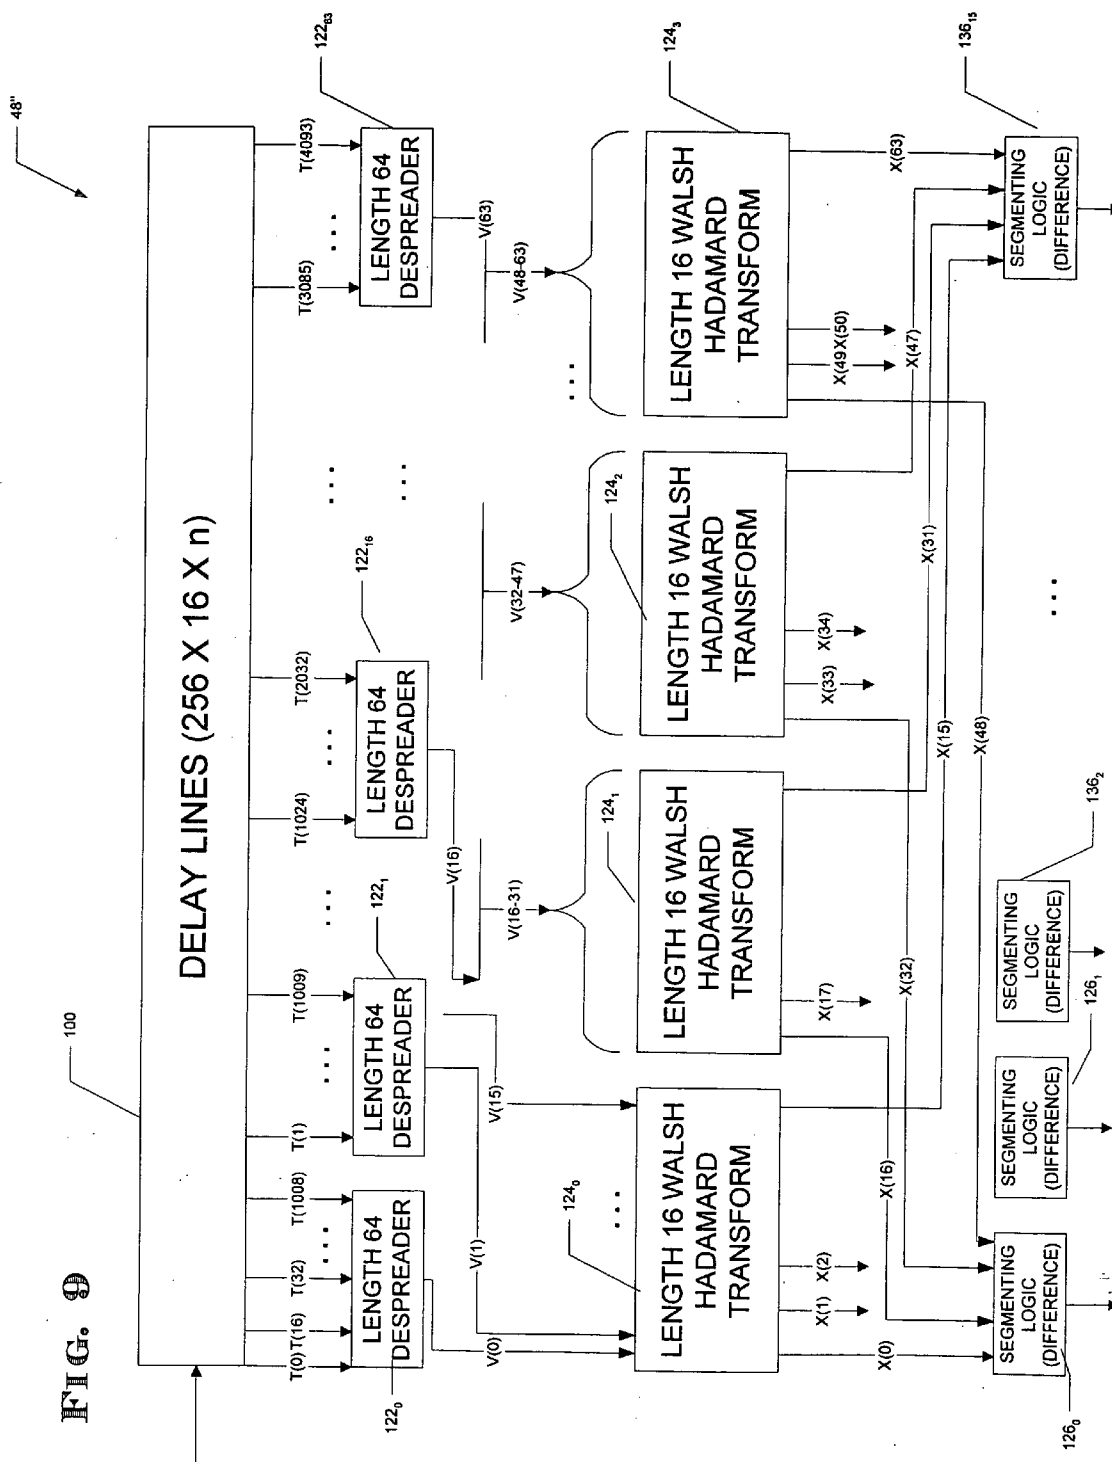 FIG. 9
48"
100
DELAY LINES (256 X 16 X n)
T(0)
T(16)
T(32)
T(1008)
T(1)
T(1009)
T(1024)
T(2032)
T(3085)
T(4093)
. . .
. . .
. . .
. . .
. . .
. . .
LENGTH 64
DESPREADER
122₀
LENGTH 64
DESPREADER
122₁
LENGTH 64
DESPREADER
122₁₆
. . .
LENGTH 64
DESPREADER
122₆₃
V(0)
V(1)
V(15)
V(16)
V(16-31)
V(32-47)
V(63)
V(48-63)
. . .
. . .
124₀
LENGTH 16 WALSH
HADAMARD
TRANSFORM
124₁
LENGTH 16 WALSH
HADAMARD
TRANSFORM
124₂
LENGTH 16 WALSH
HADAMARD
TRANSFORM
124₃
LENGTH 16 WALSH
HADAMARD
TRANSFORM
X(0)
X(1)
X(2)
X(16)
X(17)
X(32)
X(33)
X(34)
X(15)
X(48)
X(31)
X(47)
X(49)
X(50)
X(63)
SEGMENTING
LOGIC
(DIFFERENCE)
126₀
SEGMENTING
LOGIC
(DIFFERENCE)
126₁
SEGMENTING
LOGIC
(DIFFERENCE)
136₂
. . .
SEGMENTING
LOGIC
(DIFFERENCE)
136₁₅